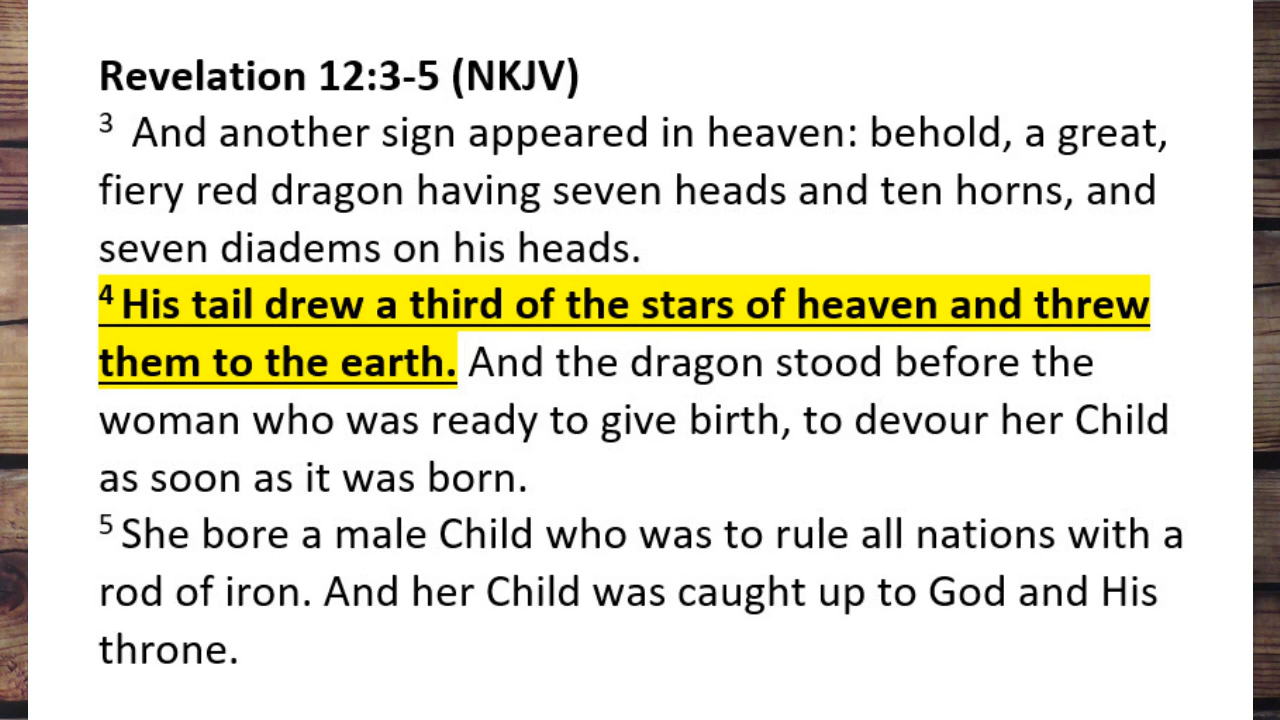 Revelation 12:3-5 (NKJV)
3 And another sign appeared in heaven: behold, a great,
fiery red dragon having seven heads and ten horns, and
seven diadems on his heads.
4 His tail drew a third of the stars of heaven and threw
them to the earth. And the dragon stood before the
woman who was ready to give birth, to devour her Child
as soon as it was born.
5 She bore a male Child who was to rule all nations with a
rod of iron. And her Child was caught up to God and His
throne.